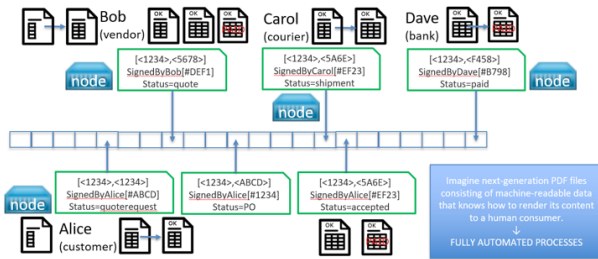 Bob
(vendor)
OK
OK
OK
Carol
(courier)
OK
Dave
(bank)
OK
OK
[<1234>,<5678>]
SignedByBob[#DEF1]
Status=quote
[<1234>,<5A6E>]
SignedByCarol[#EF23]
Status=shipment
[<1234>,<F458>]
SignedByDave[#B798]
Status=paid
node
node
node
[<1234>,<1234>]
SignedByAlice[#ABCD]
Status=quoterequest
[<1234>,<ABCD>]
SignedByAlice[#1234]
Status=PO
[<1234>,<5A6E>]
SignedByAlice[#EF23]
Status=accepted
node
Alice
(customer)
OK
OK
OK
Imagine next-generation PDF files
consisting of machine-readable data
that knows how to render its content
to a human consumer.
↓
FULLY AUTOMATED PROCESSES